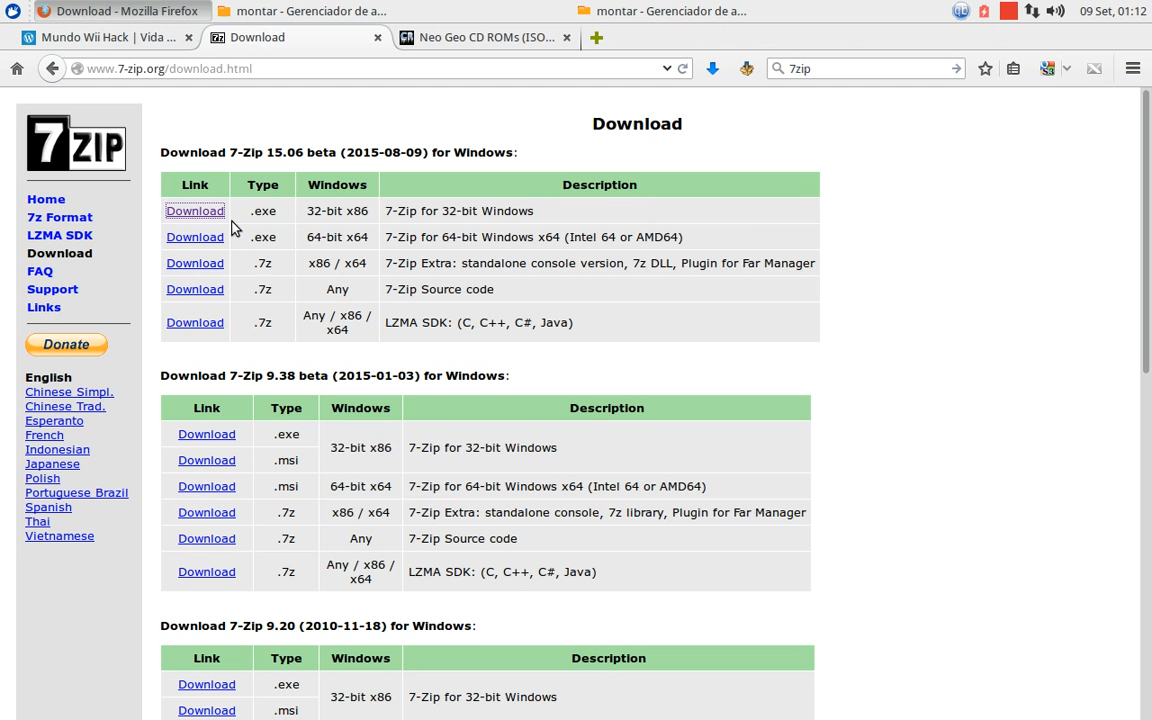 Download - Mozilla Firefox
montar - Gerenciador de a...
montar - Gerenciador de a...
09 Set, 01:12
Mundo Wii Hack | Vida ...
Download
Neo Geo CD ROMs (ISO...
www.7-zip.org/download.html
7zip
7ZIP
Home
7z Format
LZMA SDK
Download
FAQ
Support
Links
Donate
English
Chinese Simpl.
Chinese Trad.
Esperanto
French
Indonesian
Japanese
Polish
Portuguese Brazil
Spanish
Thai
Vietnamese
Download
Download 7-Zip 15.06 beta (2015-08-09) for Windows:
Link Type Windows Description
Download .exe 32-bit x86 7-Zip for 32-bit Windows
Download .exe 64-bit x64 7-Zip for 64-bit Windows x64 (Intel 64 or AMD64)
Download .7z x86 / x64 7-Zip Extra: standalone console version, 7z DLL, Plugin for Far Manager
Download .7z Any 7-Zip Source code
Download .7z Any / x86 / x64 LZMA SDK: (C, C++, C#, Java)
Download 7-Zip 9.38 beta (2015-01-03) for Windows:
Link Type Windows Description
Download .exe 32-bit x86 7-Zip for 32-bit Windows
Download .msi
Download .msi 64-bit x64 7-Zip for 64-bit Windows x64 (Intel 64 or AMD64)
Download .7z x86 / x64 7-Zip Extra: standalone console, 7z library, Plugin for Far Manager
Download .7z Any 7-Zip Source code
Download .7z Any / x86 / x64 LZMA SDK: (C, C++, C#, Java)
Download 7-Zip 9.20 (2010-11-18) for Windows:
Link Type Windows Description
Download .exe 32-bit x86 7-Zip for 32-bit Windows
Download .msi